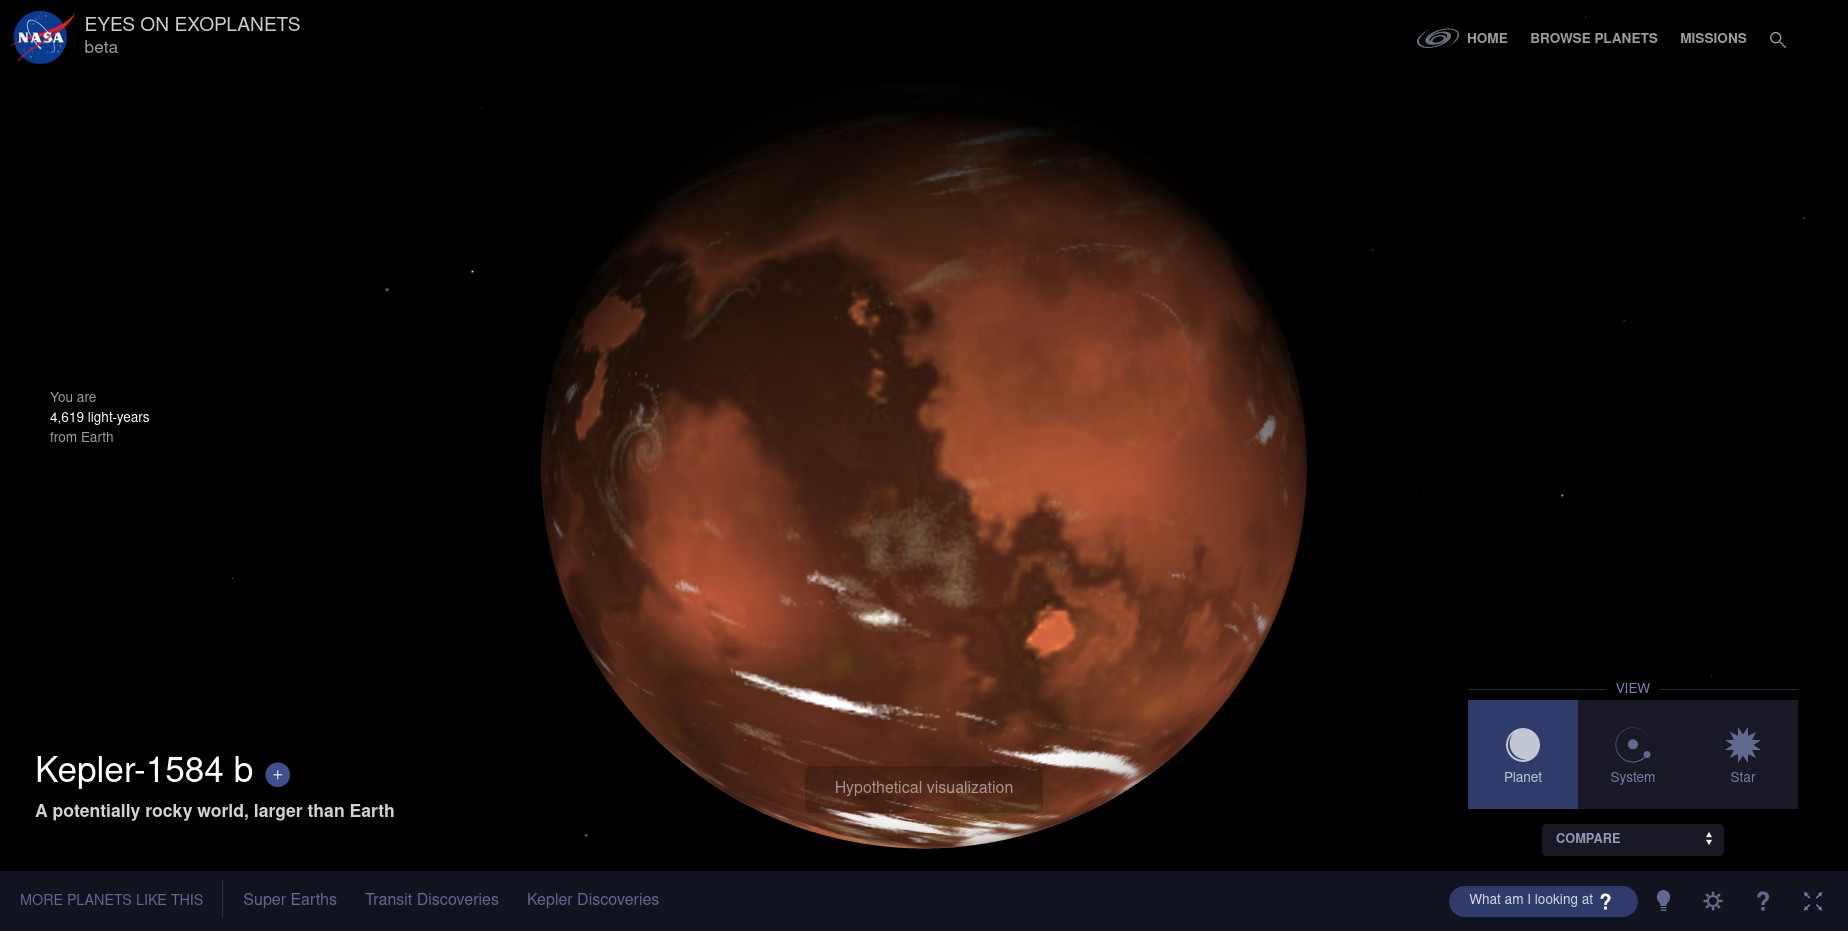 NASA
EYES ON EXOPLANETS
beta
HOME
BROWSE PLANETS
MISSIONS
You are
4,619 light-years
from Earth
Kepler-1584 b +
A potentially rocky world, larger than Earth
Hypothetical visualization
VIEW
Planet
System
Star
COMPARE
MORE PLANETS LIKE THIS
Super Earths
Transit Discoveries
Kepler Discoveries
What am I looking at ?
?